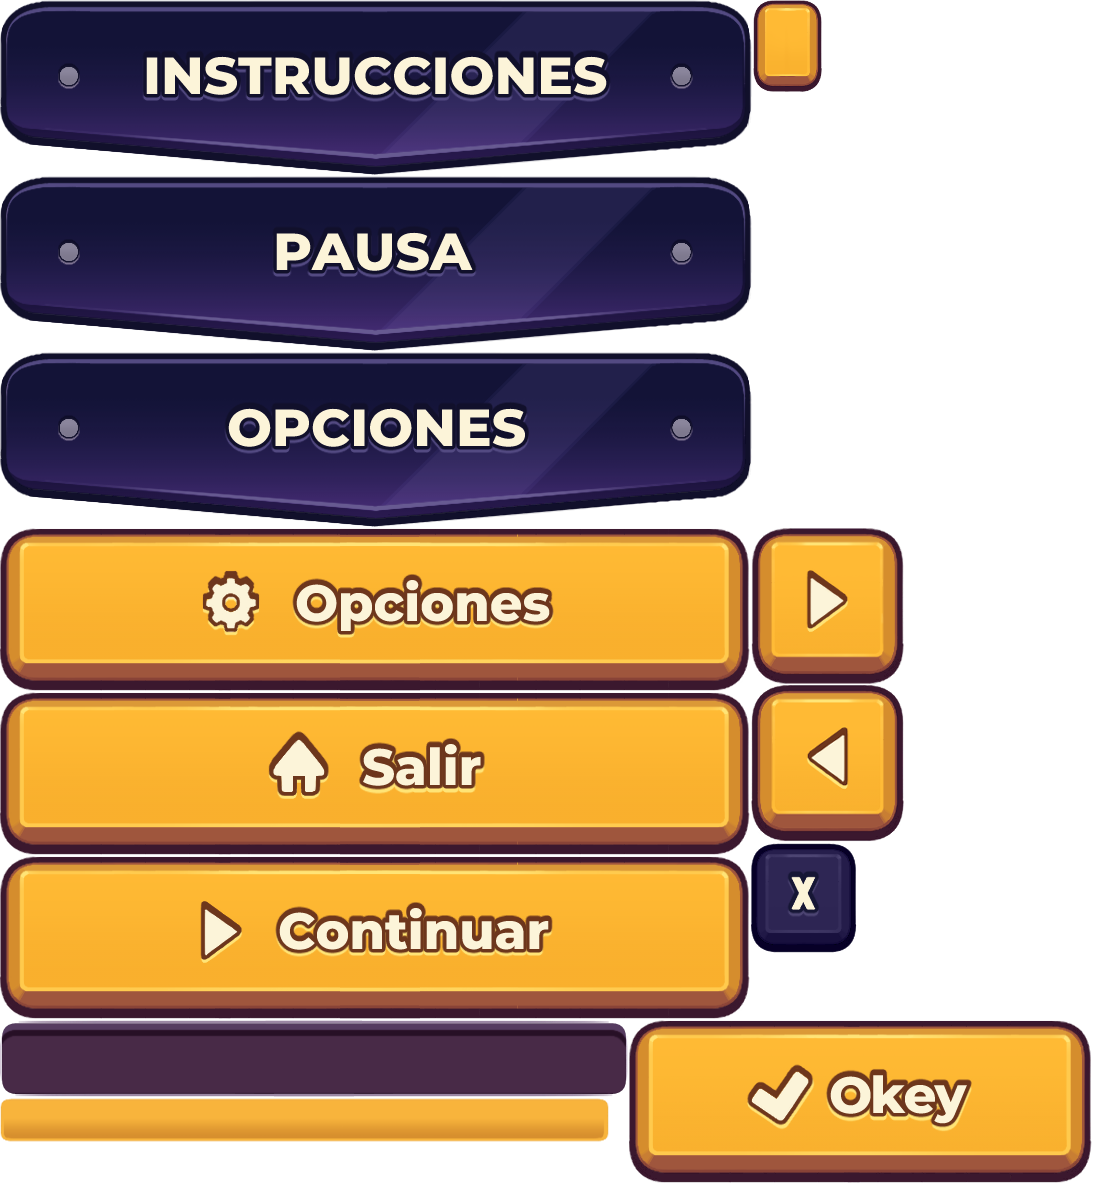 INSTRUCCIONES
PAUSA
OPCIONES
Opciones
Salir
X
Continuar
Okey